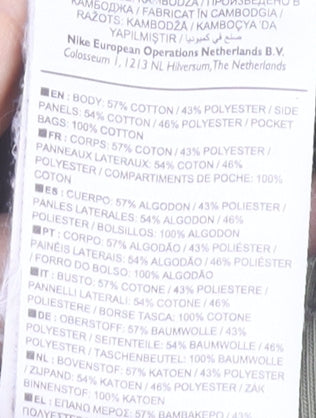 КАМБОДЖА / FABRICAT ÎN CAMBODGIA /
RAŽOTS: KAMBODŽĀ / KAMBOÇYA 'DA
YAPILMIŞTIR / صنع في كمبوديا
Nike European Operations Netherlands B.V.
Colosseum 1, 1213 NL Hilversum, The Netherlands
■EN : BODY: 57% COTTON / 43% POLYESTER / SIDE
PANELS: 54% COTTON / 46% POLYESTER / POCKET
BAGS: 100% COTTON
■FR : CORPS: 57% COTON / 43% POLYESTER /
PANNEAUX LATERAUX: 54% COTON / 46%
POLYESTER / COMPARTIMENTS DE POCHE: 100%
COTON
■ES : CUERPO: 57% ALGODON / 43% POLIESTER /
PANLES LATERALES: 54% ALGODON / 46%
POLIESTER / BOLSILLOS: 100% ALGODON
■PT : CORPO: 57% ALGODÃO / 43% POLIÉSTER /
PAINÉIS LATERAIS: 54% ALGODÃO / 46% POLIÉSTER
/ FORRO DO BOLSO: 100% ALGODÃO
■IT : BUSTO: 57% COTONE / 43% POLIESTERE /
PANNELLI LATERALI: 54% COTONE / 46%
POLIESTERE / BORSE TASCA: 100% COTONE
■DE : OBERSTOFF: 57% BAUMWOLLE / 43%
POLYESTER / SEITENTEILE: 54% BAUMWOLLE / 46%
POLYESTER / TASCHENBEUTEL: 100% BAUMWOLLE
■NL : BOVENSTOF: 57% KATOEN / 43% POLYESTER
/ ZIJPAND: 54% KATOEN / 46% POLYESTER / ZAK
BINNENSTOF: 100% KATOEN
■EL : ΕΠΑΝΩ ΜΕΡΟΣ: 57% ΒΑΜΒΑΚΕΡΟ / 43%